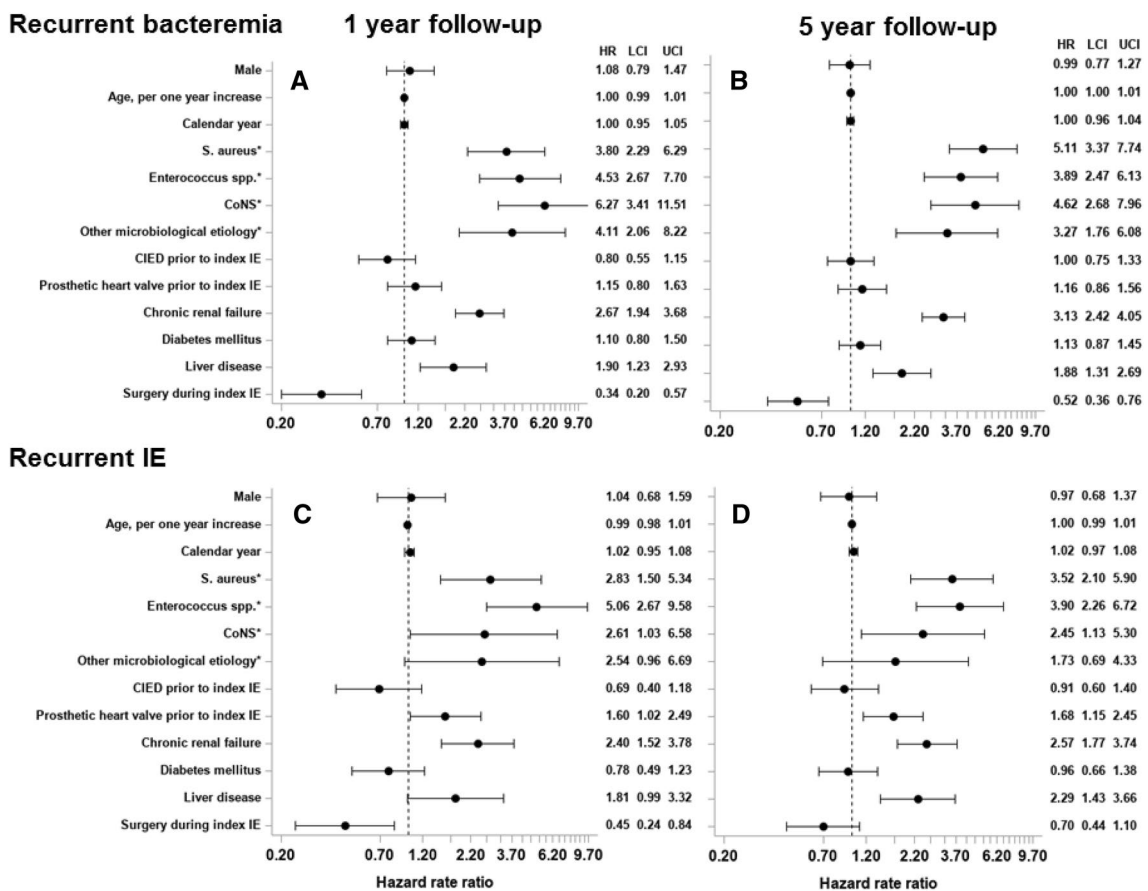 Recurrent bacteremia 1 year follow-up 5 year follow-up
HR LCI UCI HR LCI UCI
A B
Male 1.08 0.79 1.47 0.99 0.77 1.27
Age, per one year increase 1.00 0.99 1.01 1.00 1.00 1.01
Calendar year 1.00 0.95 1.05 1.00 0.96 1.04
S. aureus* 3.80 2.29 6.29 5.11 3.37 7.74
Enterococcus spp.* 4.53 2.67 7.70 3.89 2.47 6.13
CoNS* 6.27 3.41 11.51 4.62 2.68 7.96
Other microbiological etiology* 4.11 2.06 8.22 3.27 1.76 6.08
CIED prior to index IE 0.80 0.55 1.15 1.00 0.75 1.33
Prosthetic heart valve prior to index IE 1.15 0.80 1.63 1.16 0.86 1.56
Chronic renal failure 2.67 1.94 3.68 3.13 2.42 4.05
Diabetes mellitus 1.10 0.80 1.50 1.13 0.87 1.45
Liver disease 1.90 1.23 2.93 1.88 1.31 2.69
Surgery during index IE 0.34 0.20 0.57 0.52 0.36 0.76
0.20 0.70 1.20 2.20 3.70 6.20 9.70 0.20 0.70 1.20 2.20 3.70 6.20 9.70
Recurrent IE
C D
Male 1.04 0.68 1.59 0.97 0.68 1.37
Age, per one year increase 0.99 0.98 1.01 1.00 0.99 1.01
Calendar year 1.02 0.95 1.08 1.02 0.97 1.08
S. aureus* 2.83 1.50 5.34 3.52 2.10 5.90
Enterococcus spp.* 5.06 2.67 9.58 3.90 2.26 6.72
CoNS* 2.61 1.03 6.58 2.45 1.13 5.30
Other microbiological etiology* 2.54 0.96 6.69 1.73 0.69 4.33
CIED prior to index IE 0.69 0.40 1.18 0.91 0.60 1.40
Prosthetic heart valve prior to index IE 1.60 1.02 2.49 1.68 1.15 2.45
Chronic renal failure 2.40 1.52 3.78 2.57 1.77 3.74
Diabetes mellitus 0.78 0.49 1.23 0.96 0.66 1.38
Liver disease 1.81 0.99 3.32 2.29 1.43 3.66
Surgery during index IE 0.45 0.24 0.84 0.70 0.44 1.10
0.20 0.70 1.20 2.20 3.70 6.20 9.70 0.20 0.70 1.20 2.20 3.70 6.20 9.70
Hazard rate ratio Hazard rate ratio